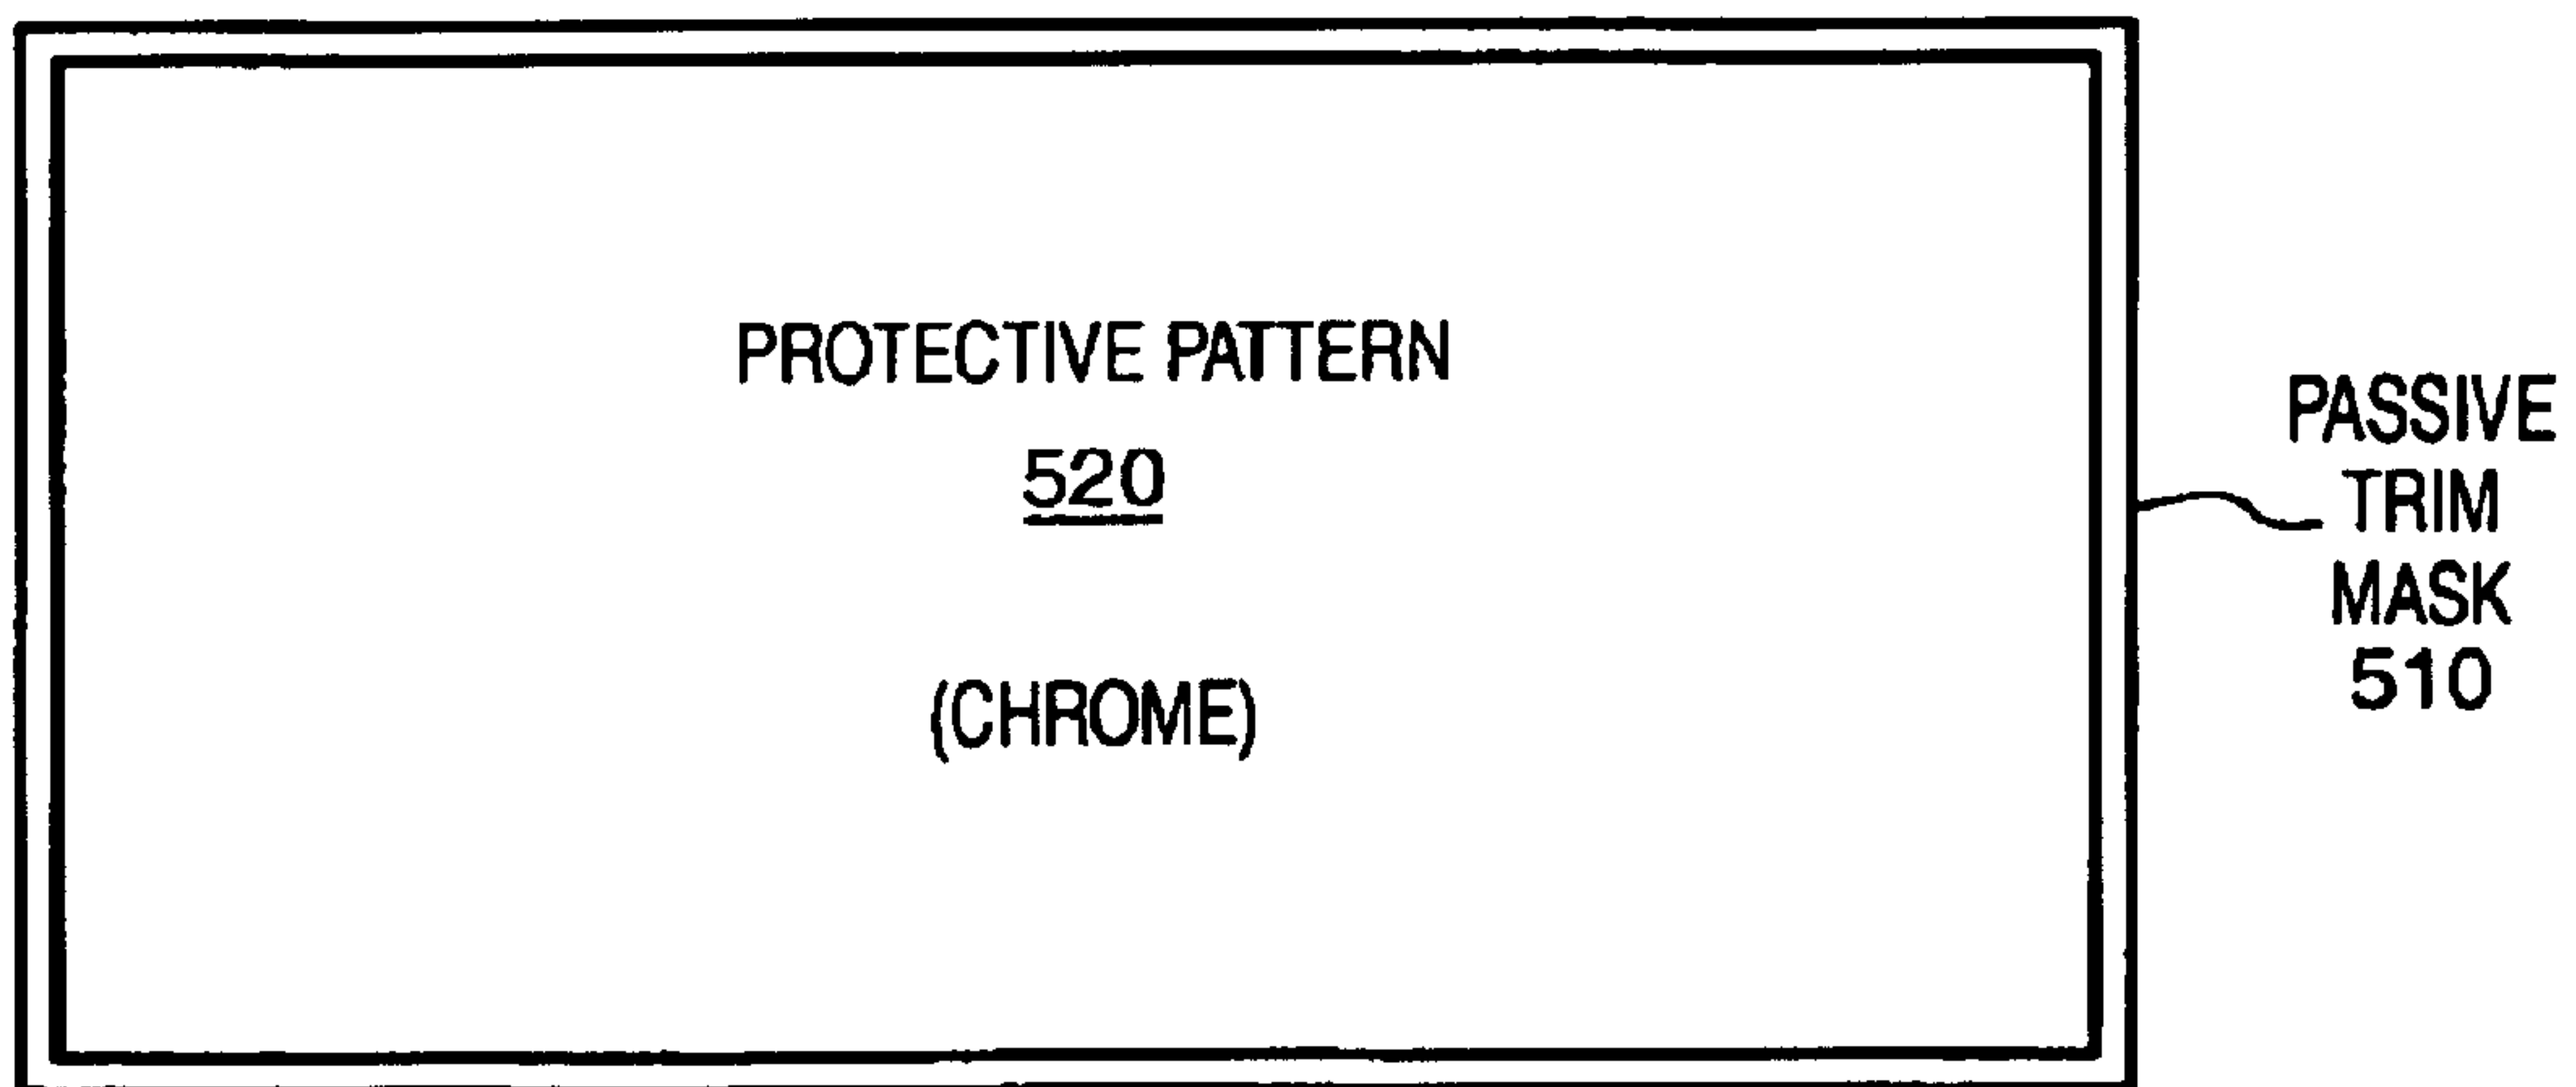 PROTECTIVE PATTERN
520
(CHROME)
PASSIVE
TRIM
MASK
510